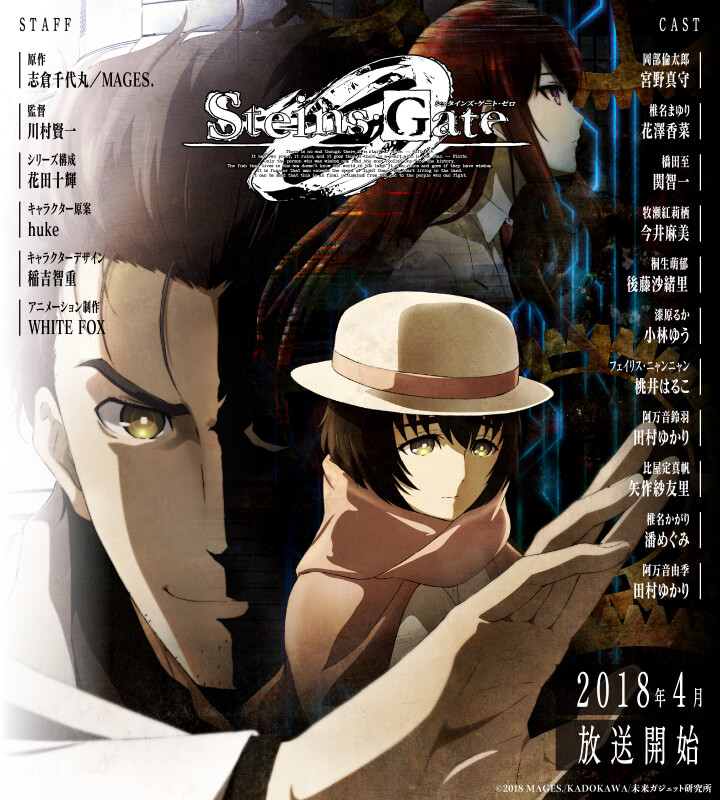 STAFF
原作
志倉千代丸／MAGES.
監督
川村賢一
シリーズ構成
花田十輝
キャラクター原案
huke
キャラクターデザイン
稲吉智重
アニメーション制作
WHITE FOX
シュタインズ・ゲート・ゼロ
Steins;Gate
0
CAST
岡部倫太郎
宮野真守
椎名まゆり
花澤香菜
橋田至
関智一
牧瀬紅莉栖
今井麻美
桐生萌郁
後藤沙緒里
漆原るか
小林ゆう
フェイリス・ニャンニャン
桃井はるこ
阿万音鈴羽
田村ゆかり
比屋定真帆
矢作紗友里
椎名かがり
潘めぐみ
阿万音由季
田村ゆかり
2018年4月
放送開始
©2018 MAGES./KADOKAWA/未来ガジェット研究所